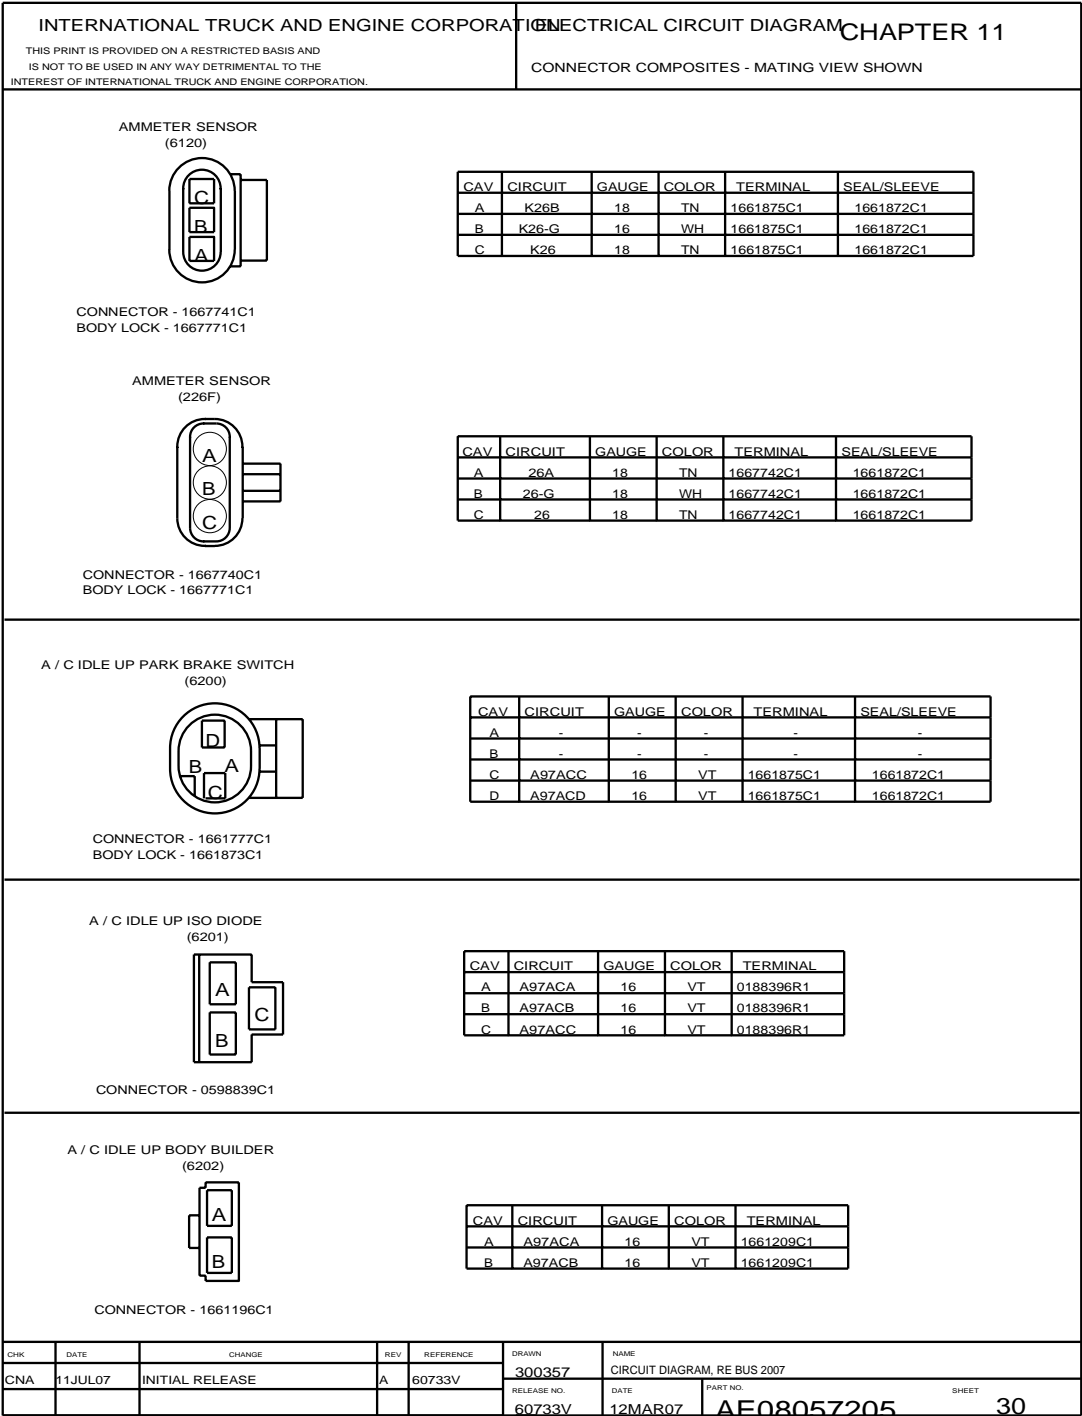 INTERNATIONAL TRUCK AND ENGINE CORPORATION
ELECTRICAL CIRCUIT DIAGRAM
CHAPTER 11
THIS PRINT IS PROVIDED ON A RESTRICTED BASIS AND
IS NOT TO BE USED IN ANY WAY DETRIMENTAL TO THE
INTEREST OF INTERNATIONAL TRUCK AND ENGINE CORPORATION.
CONNECTOR COMPOSITES - MATING VIEW SHOWN
AMMETER SENSOR
(6120)
C
B
A
CONNECTOR - 1667741C1
BODY LOCK - 1667771C1
CAV CIRCUIT GAUGE COLOR TERMINAL SEAL/SLEEVE
A K26B 18 TN 1661875C1 1661872C1
B K26-G 16 WH 1661875C1 1661872C1
C K26 18 TN 1661875C1 1661872C1
AMMETER SENSOR
(226F)
A
B
C
CONNECTOR - 1667740C1
BODY LOCK - 1667771C1
CAV CIRCUIT GAUGE COLOR TERMINAL SEAL/SLEEVE
A 26A 18 TN 1667742C1 1661872C1
B 26-G 18 WH 1667742C1 1661872C1
C 26 18 TN 1667742C1 1661872C1
A / C IDLE UP PARK BRAKE SWITCH
(6200)
D
B A
C
CONNECTOR - 1661777C1
BODY LOCK - 1661873C1
CAV CIRCUIT GAUGE COLOR TERMINAL SEAL/SLEEVE
A - - - - -
B - - - - -
C A97ACC 16 VT 1661875C1 1661872C1
D A97ACD 16 VT 1661875C1 1661872C1
A / C IDLE UP ISO DIODE
(6201)
A
C
B
CONNECTOR - 0598839C1
CAV CIRCUIT GAUGE COLOR TERMINAL
A A97ACA 16 VT 0188396R1
B A97ACB 16 VT 0188396R1
C A97ACC 16 VT 0188396R1
A / C IDLE UP BODY BUILDER
(6202)
A
B
CONNECTOR - 1661196C1
CAV CIRCUIT GAUGE COLOR TERMINAL
A A97ACA 16 VT 1661209C1
B A97ACB 16 VT 1661209C1
CHK DATE CHANGE REV REFERENCE
CNA 11JUL07 INITIAL RELEASE A 60733V
DRAWN
300357
NAME
CIRCUIT DIAGRAM, RE BUS 2007
RELEASE NO.
60733V
DATE
12MAR07
PART NO.
AE08057205
SHEET
30